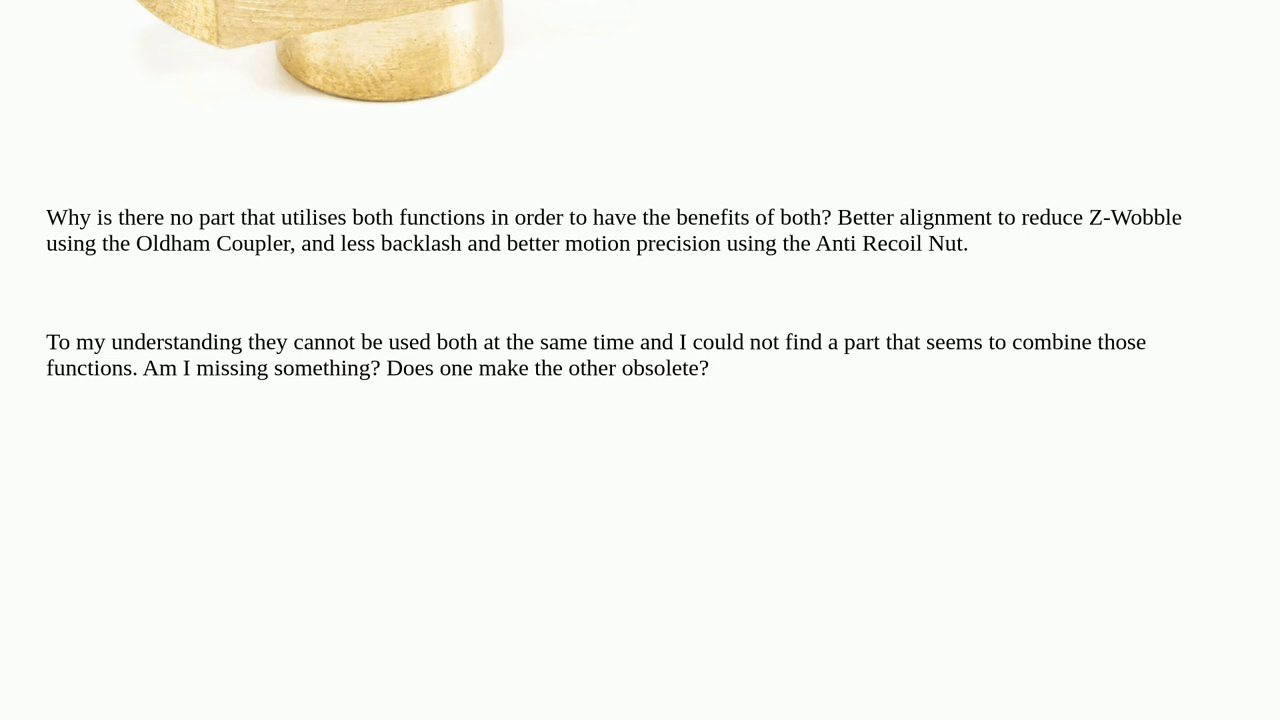 Why is there no part that utilises both functions in order to have the benefits of both? Better alignment to reduce Z-Wobble
using the Oldham Coupler, and less backlash and better motion precision using the Anti Recoil Nut.
To my understanding they cannot be used both at the same time and I could not find a part that seems to combine those
functions. Am I missing something? Does one make the other obsolete?